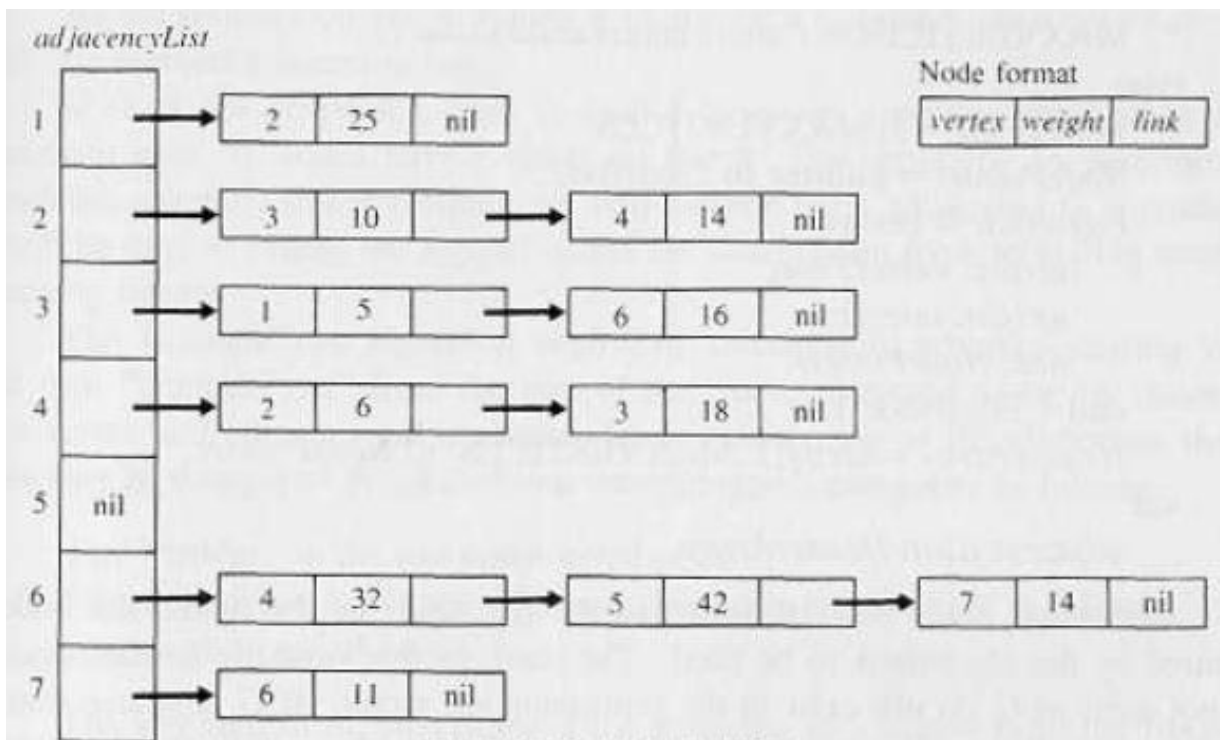 adjacencyList
Node format
vertex weight link
1 2 25 nil
2 3 10 4 14 nil
3 1 5 6 16 nil
4 2 6 3 18 nil
5 nil
6 4 32 5 42 7 14 nil
7 6 11 nil